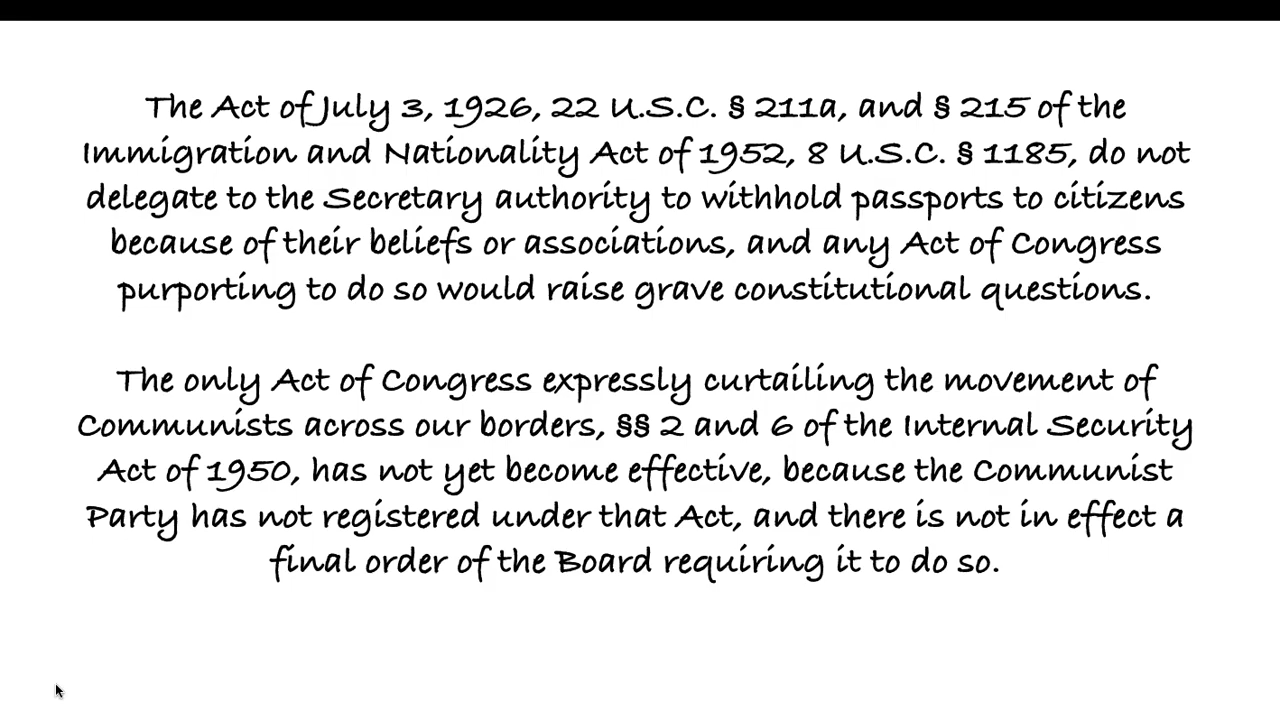 The Act of July 3, 1926, 22 U.S.C. § 211a, and § 215 of the
Immigration and Nationality Act of 1952, 8 U.S.C. § 1185, do not
delegate to the Secretary authority to withhold passports to citizens
because of their beliefs or associations, and any Act of Congress
purporting to do so would raise grave constitutional questions.
The only Act of Congress expressly curtailing the movement of
Communists across our borders, §§ 2 and 6 of the Internal Security
Act of 1950, has not yet become effective, because the Communist
Party has not registered under that Act, and there is not in effect a
final order of the Board requiring it to do so.